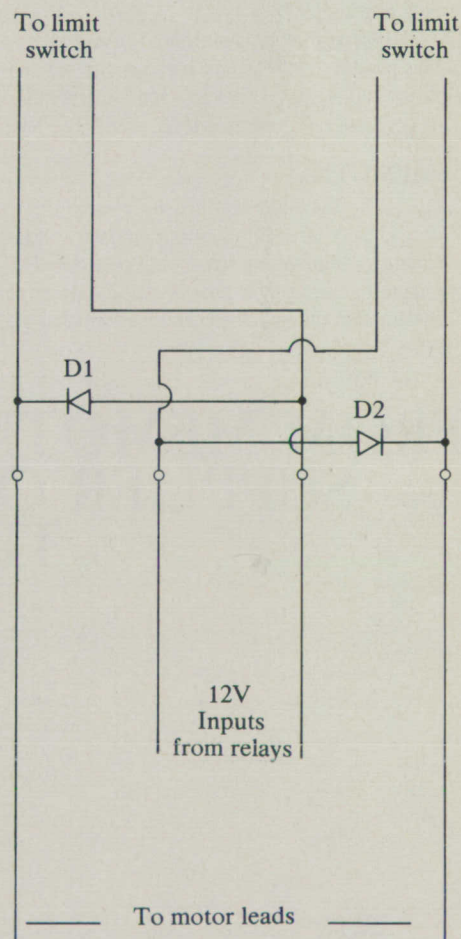 To limit
switch
To limit
switch
D1
D2
12V
Inputs
from relays
To motor leads